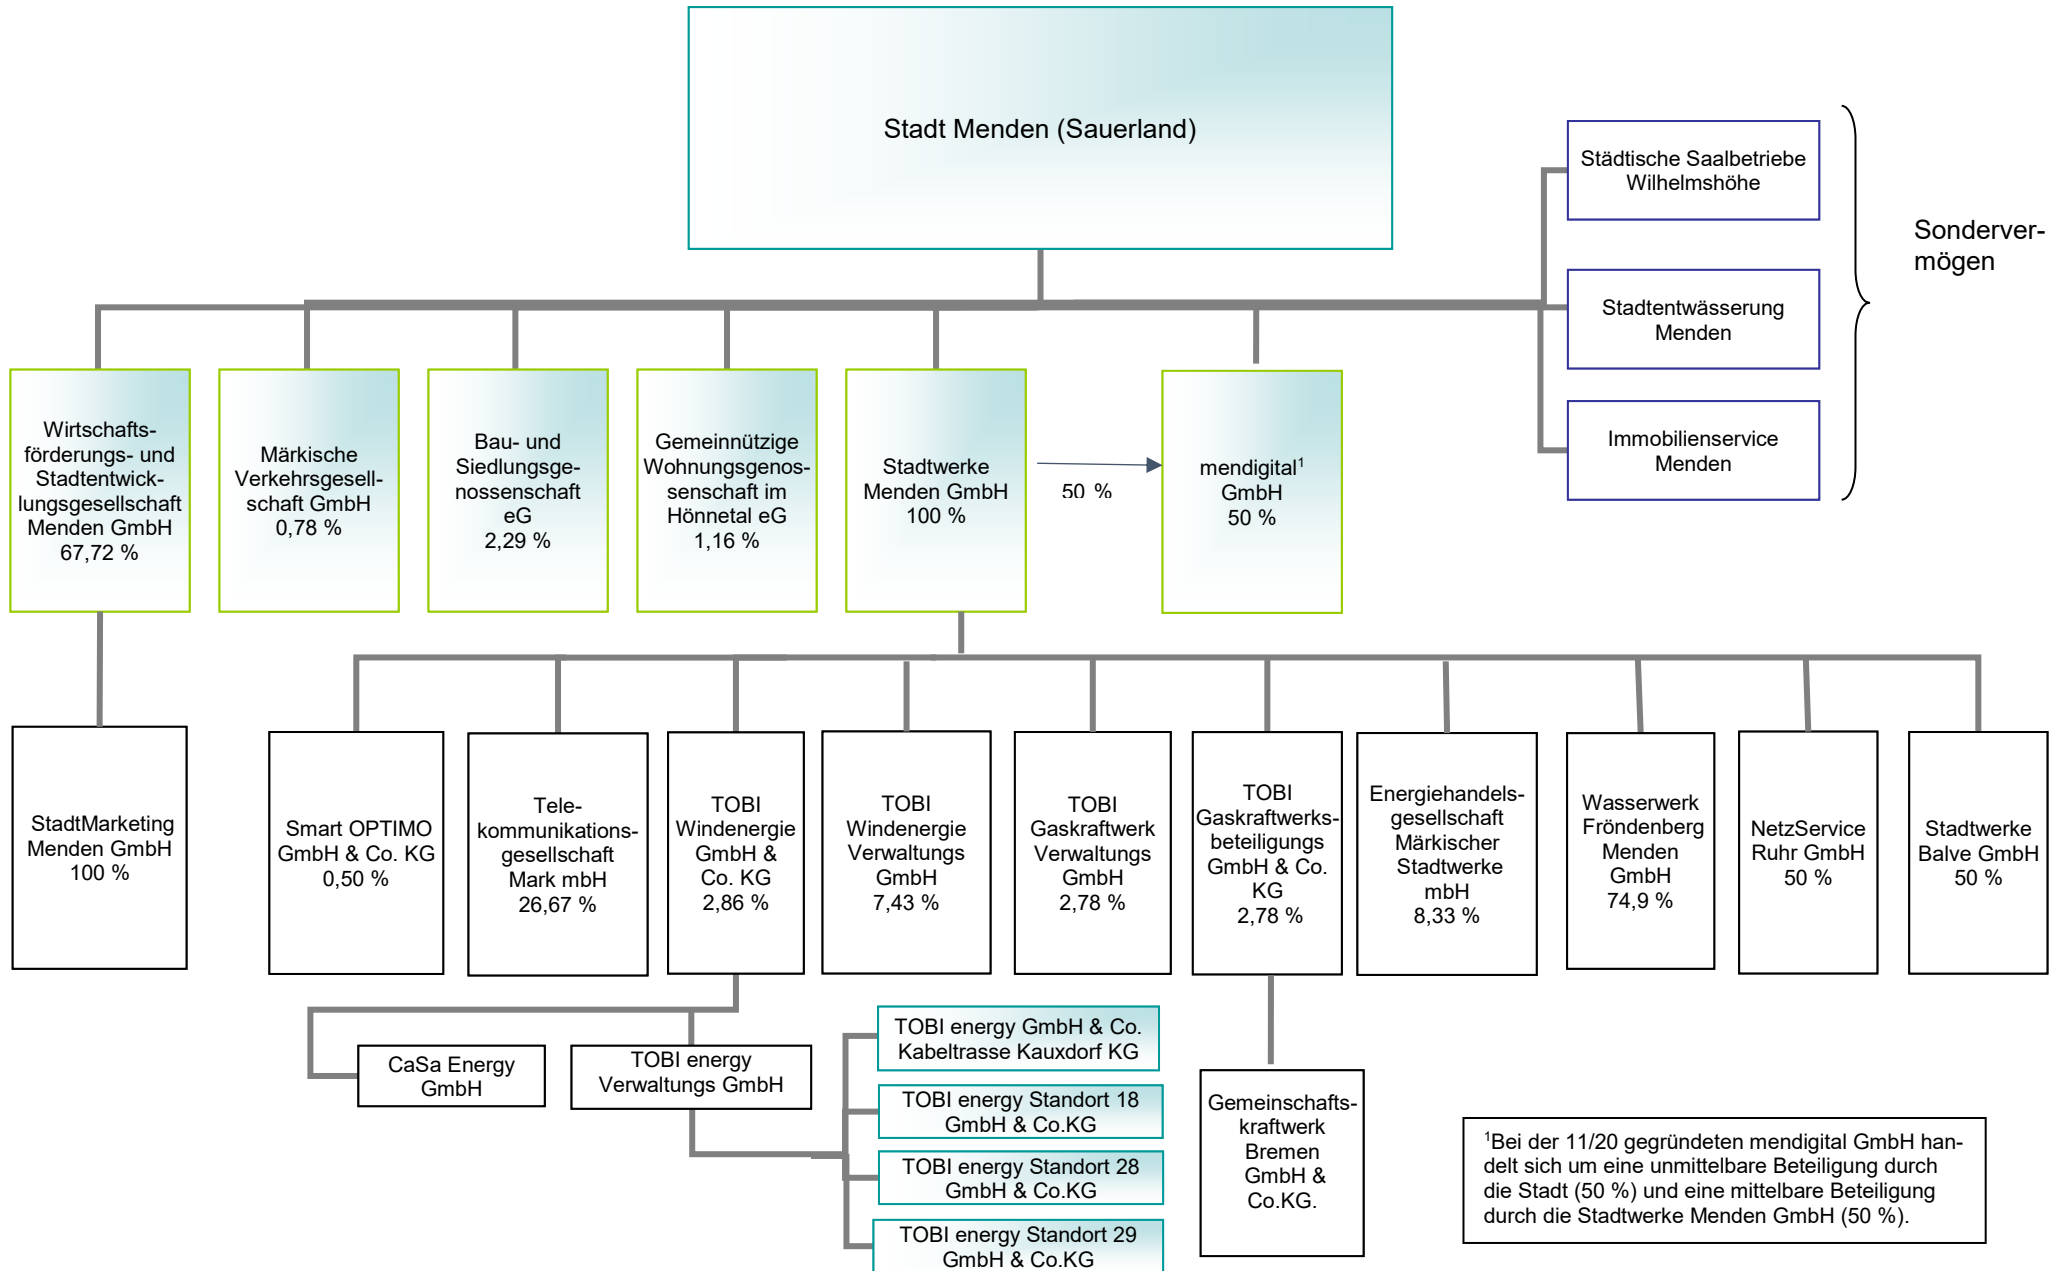 Stadt Menden (Sauerland)
Städtische Saalbetriebe
Wilhelmshöhe
Stadtentwässerung
Menden
Immobilienservice
Menden
Sonderver-
mögen
Wirtschafts-
förderungs- und
Stadtentwick-
lungsgesellschaft
Menden GmbH
67,72 %
Märkische
Verkehrsgesell-
schaft GmbH
0,78 %
Bau- und
Siedlungsge-
nossenschaft
eG
2,29 %
Gemeinnützige
Wohnungsgenos-
senschaft im
Hönnetal eG
1,16 %
Stadtwerke
Menden GmbH
100 %
50 %
mendigital¹
GmbH
50 %
StadtMarketing
Menden GmbH
100 %
Smart OPTIMO
GmbH & Co. KG
0,50 %
Tele-
kommunikations-
gesellschaft
Mark mbH
26,67 %
TOBI
Windenergie
GmbH &
Co. KG
2,86 %
TOBI
Windenergie
Verwaltungs
GmbH
7,43 %
TOBI
Gaskraftwerk
Verwaltungs
GmbH
2,78 %
TOBI
Gaskraftwerks-
beteiligungs
GmbH & Co.
KG
2,78 %
Energiehandels-
gesellschaft
Märkischer
Stadtwerke
mbH
8,33 %
Wasserwerk
Fröndenberg
Menden
GmbH
74,9 %
NetzService
Ruhr GmbH
50 %
Stadtwerke
Balve GmbH
50 %
CaSa Energy
GmbH
TOBI energy
Verwaltungs GmbH
TOBI energy GmbH & Co.
Kabeltrasse Kauxdorf KG
TOBI energy Standort 18
GmbH & Co.KG
TOBI energy Standort 28
GmbH & Co.KG
TOBI energy Standort 29
GmbH & Co.KG
Gemeinschafts-
kraftwerk
Bremen
GmbH &
Co.KG.
¹Bei der 11/20 gegründeten mendigital GmbH han-
delt sich um eine unmittelbare Beteiligung durch
die Stadt (50 %) und eine mittelbare Beteiligung
durch die Stadtwerke Menden GmbH (50 %).